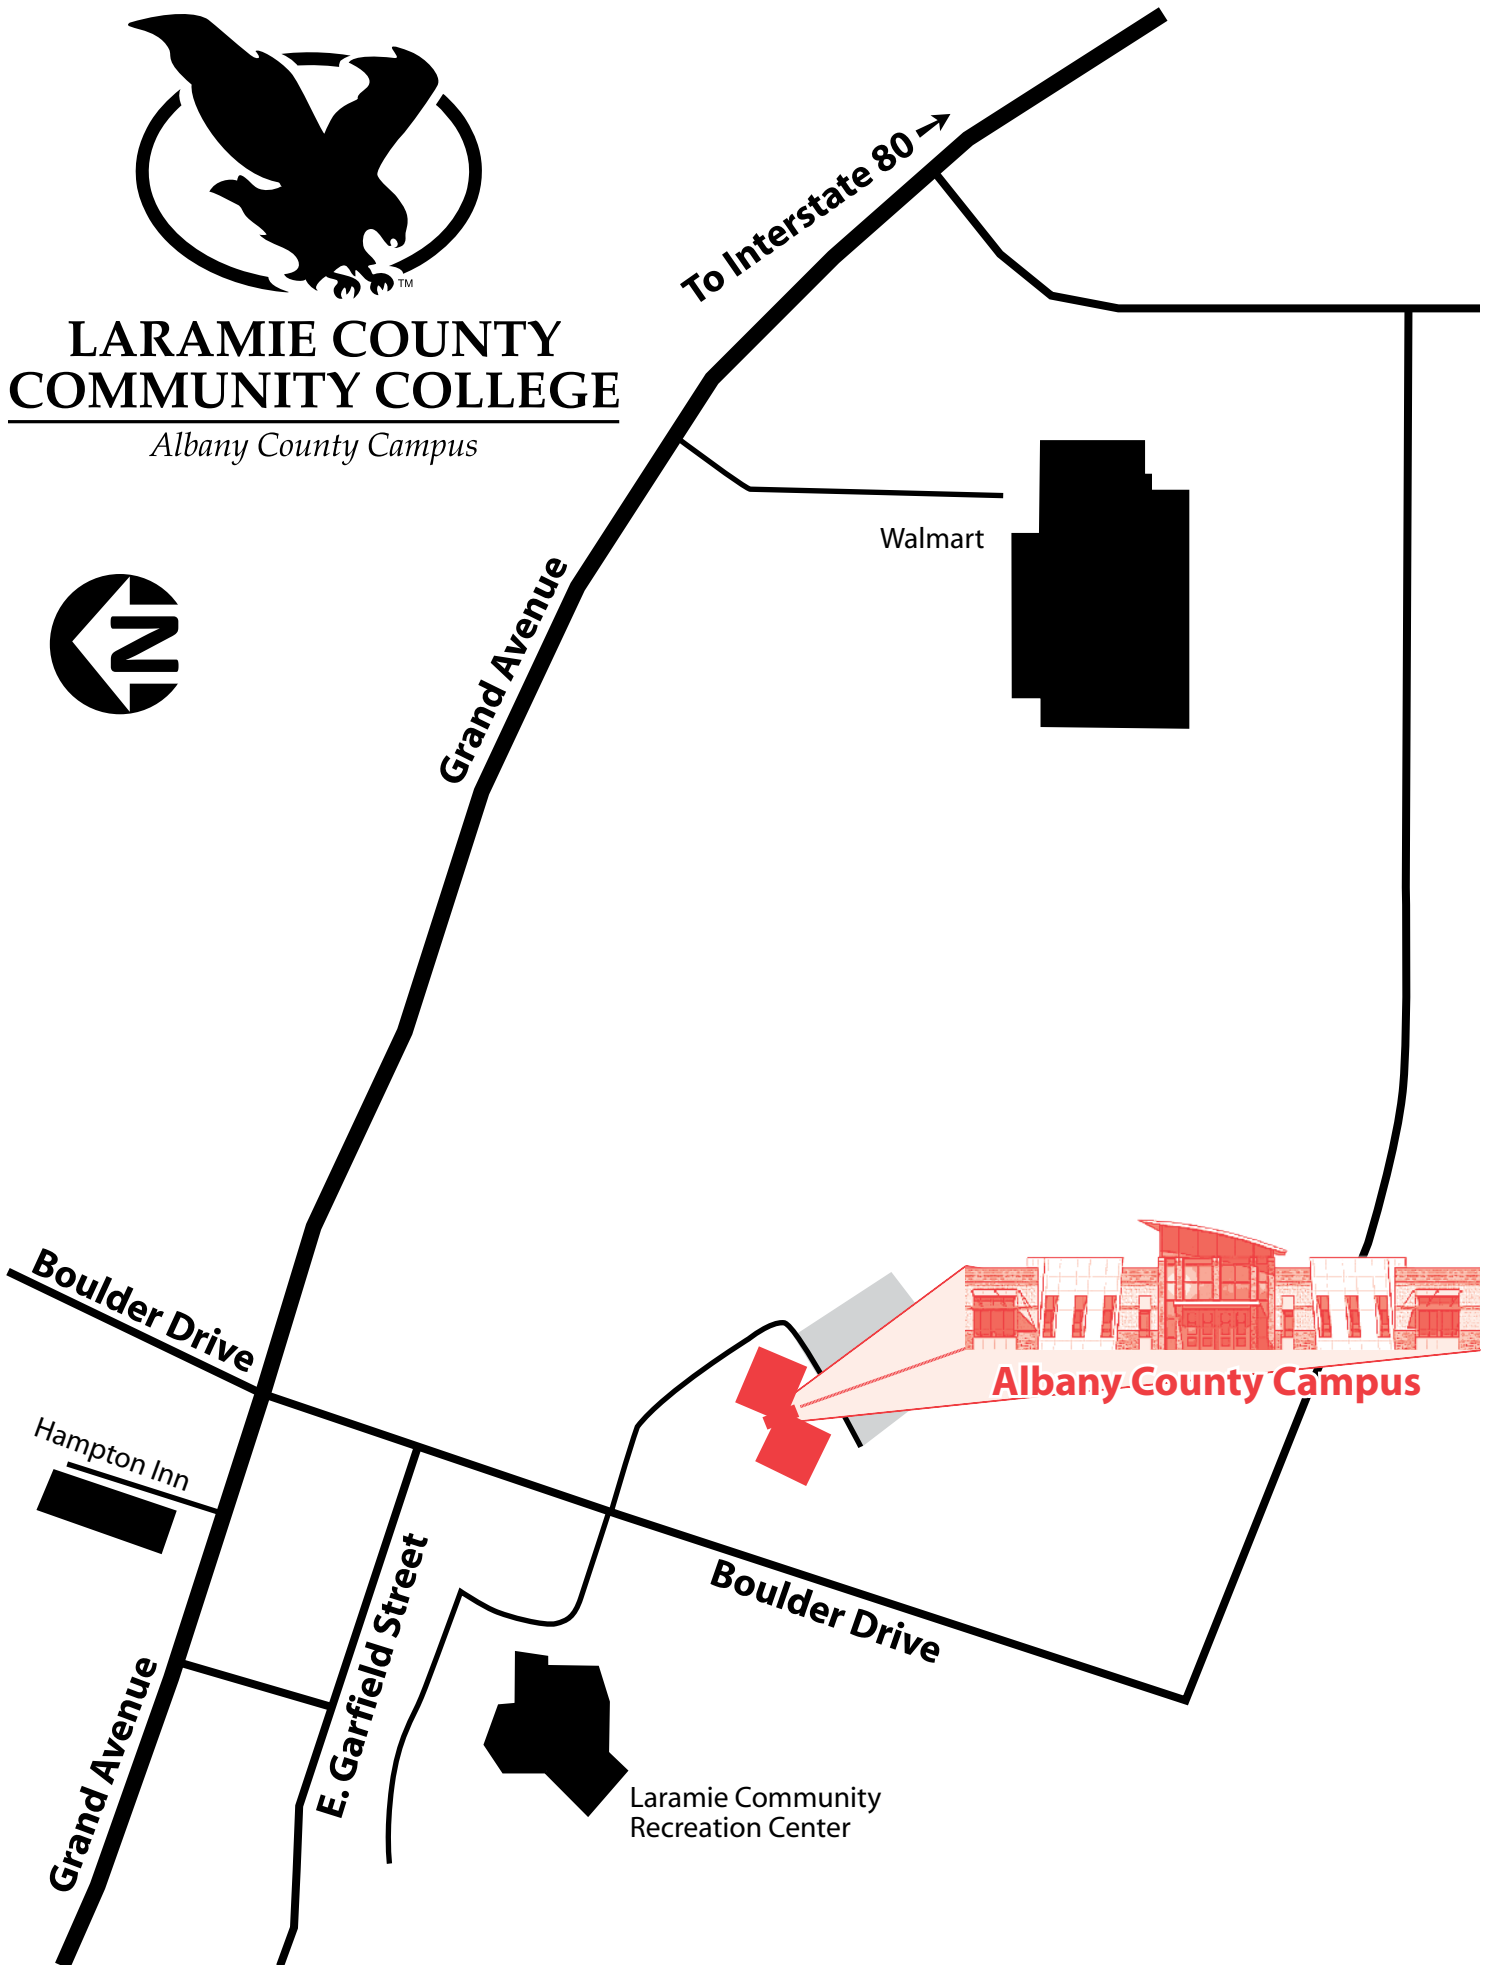 TM
LARAMIE COUNTY
COMMUNITY COLLEGE
Albany County Campus
To Interstate 80
Walmart
N
Grand Avenue
Boulder Drive
Albany County Campus
Hampton Inn
Boulder Drive
E. Garfield Street
Grand Avenue
Laramie Community
Recreation Center